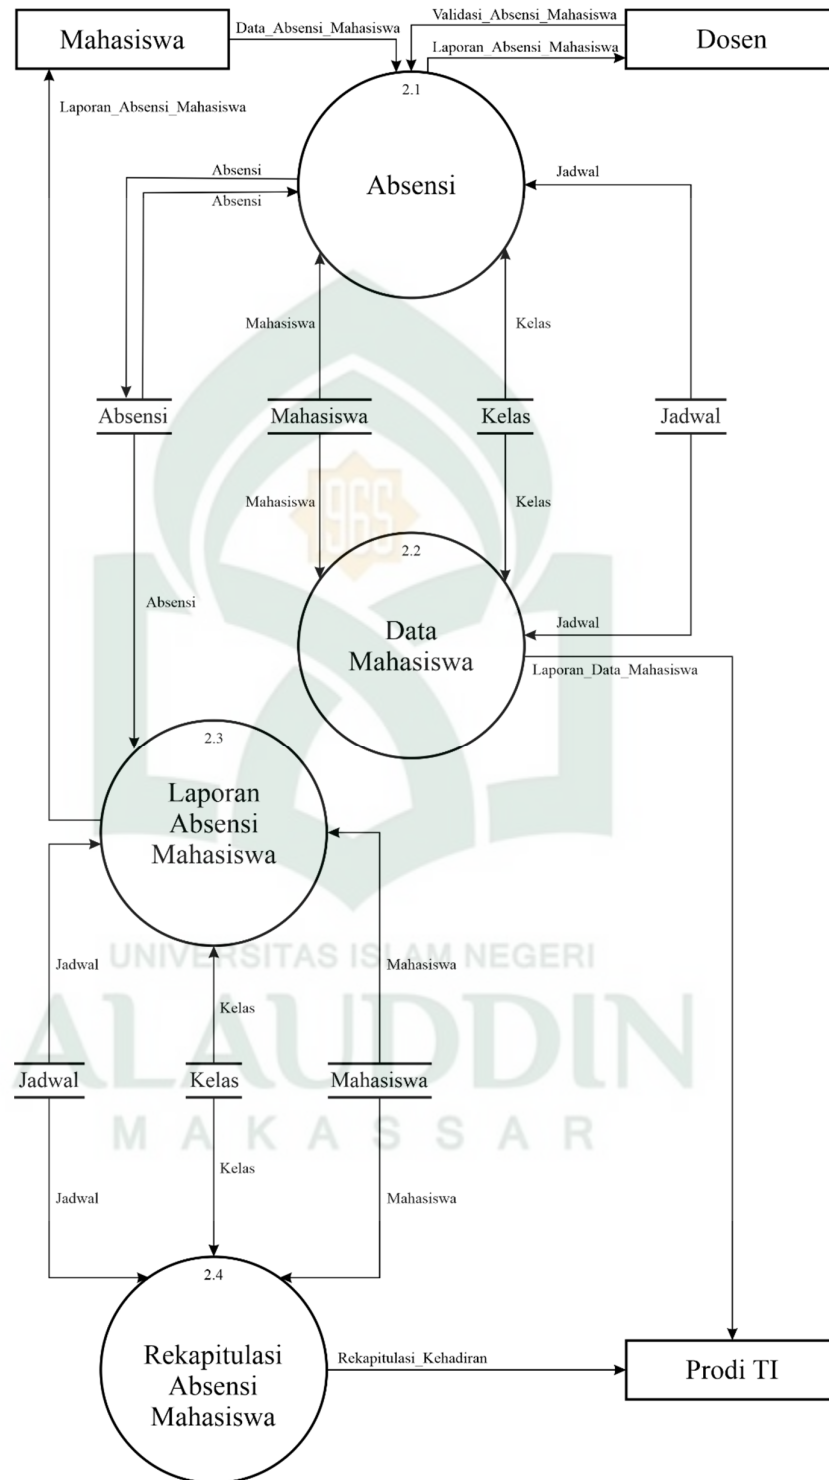 Mahasiswa
Data_Absensi_Mahasiswa
Validasi_Absensi_Mahasiswa
Laporan_Absensi_Mahasiswa
Dosen
Laporan_Absensi_Mahasiswa
2.1
Absensi
Absensi
Absensi
Jadwal
Mahasiswa
Kelas
Absensi
Mahasiswa
Kelas
Jadwal
965
Mahasiswa
Kelas
2.2
Data
Mahasiswa
Absensi
Jadwal
Laporan_Data_Mahasiswa
2.3
Laporan
Absensi
Mahasiswa
UNIVERSITAS ISLAM NEGERI
Jadwal
Kelas
Mahasiswa
ALAUDDIN
Jadwal
Kelas
Mahasiswa
MAKASSAR
Jadwal
Kelas
Mahasiswa
2.4
Rekapitulasi
Absensi
Mahasiswa
Rekapitulasi_Kehadiran
Prodi TI